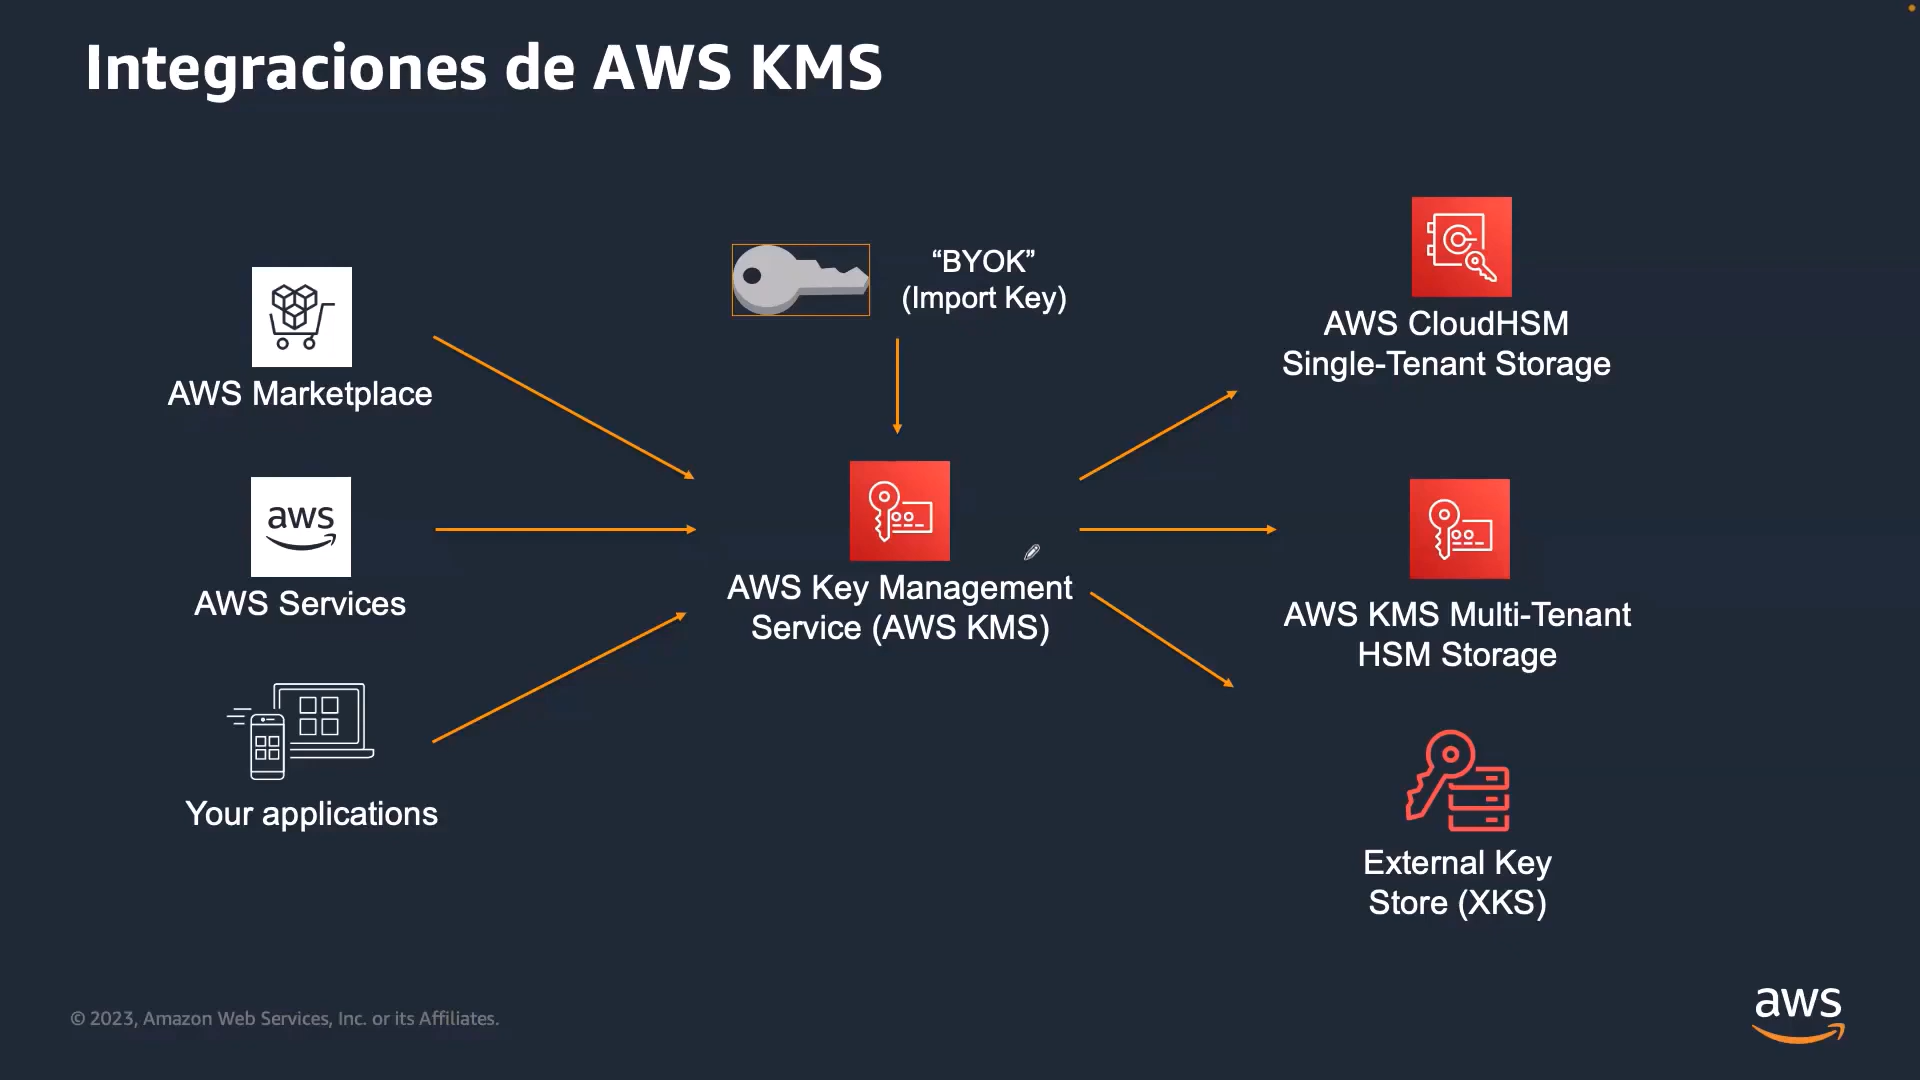 Integraciones de AWS KMS
“BYOK”
(Import Key)
AWS CloudHSM
Single-Tenant Storage
AWS Marketplace
aws
AWS Services
AWS Key Management
Service (AWS KMS)
AWS KMS Multi-Tenant
HSM Storage
Your applications
External Key
Store (XKS)
© 2023, Amazon Web Services, Inc. or its Affiliates.
aws